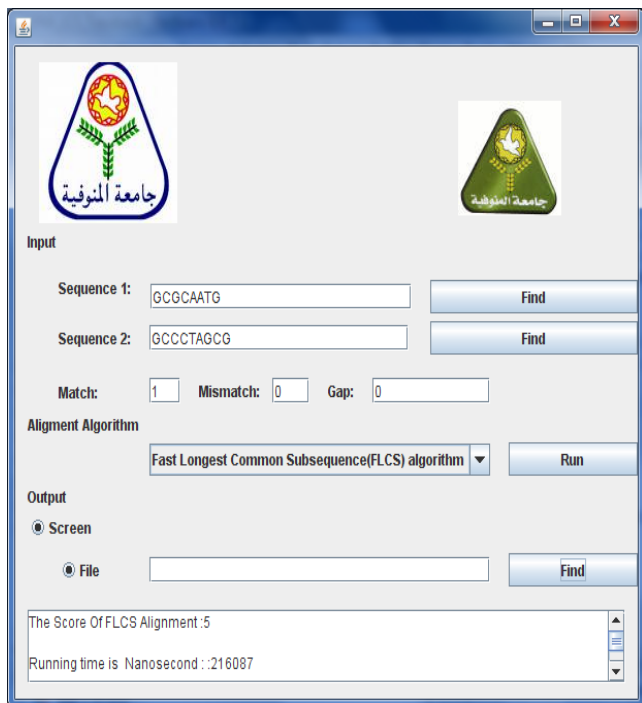 X
جامعة المنوفية
جامعة المنوفية
Input
Sequence 1: GCGCAATG Find
Sequence 2: GCCCTAGCG Find
Match: 1 Mismatch: 0 Gap: 0
Aligment Algorithm
Fast Longest Common Subsequence(FLCS) algorithm Run
Output
Screen
File Find
The Score Of FLCS Alignment :5
Running time is Nanosecond : :216087